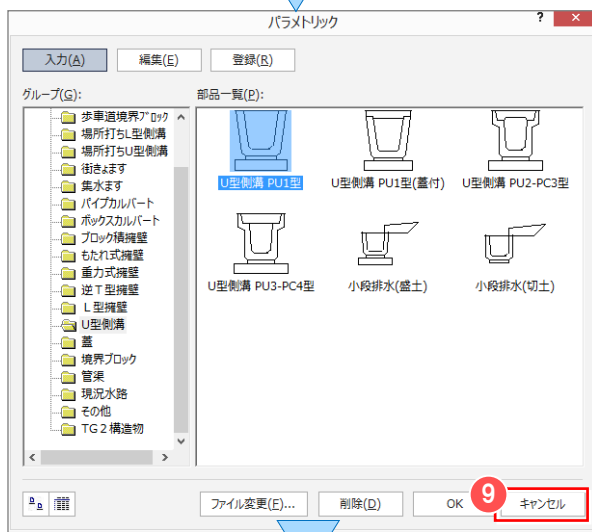 パラメトリック
? ×
入力(A) 編集(E) 登録(R)
グループ(G): 部品一覧(P):
歩車道境界ブロック
場所打ちL型側溝
場所打ちU型側溝
街きょます
集水ます
パイプカルバート
ボックスカルバート
ブロック積擁壁
もたれ式擁壁
重力式擁壁
逆T型擁壁
L型擁壁
U型側溝
蓋
境界ブロック
管渠
現況水路
その他
TG2構造物
U型側溝 PU1型 U型側溝 PU1型(蓋付) U型側溝 PU2-PC3型
U型側溝 PU3-PC4型 小段排水(盛土) 小段排水(切土)
9
ファイル変更(F)... 削除(D) OK キャンセル